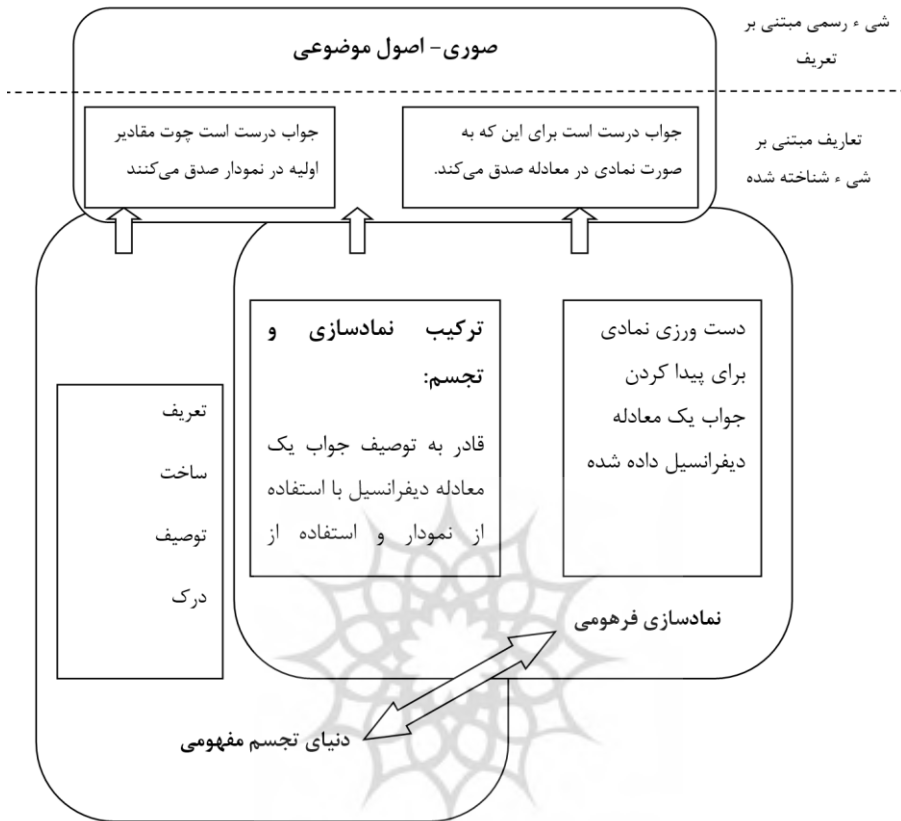 شی ء رسمی مبتنی بر
تعریف
صوری- اصول موضوعی
تعاریف مبتنی بر
شی ء شناخته شده
جواب درست است برای این که به
صورت نمادی در معادله صدق می‌کند.
جواب درست است چوت مقادیر
اولیه در نمودار صدق می‌کنند
دست ورزی نمادی
برای پیدا کردن
جواب یک معادله
دیفرانسیل داده شده
ترکیب نمادسازی و
تجسم:
قادر به توصیف جواب یک
معادله دیفرانسیل با استفاده
از نمودار و استفاده از
تعریف
ساخت
توصیف
درک
نمادسازی فرهومی
دنیای تجسم مفهومی